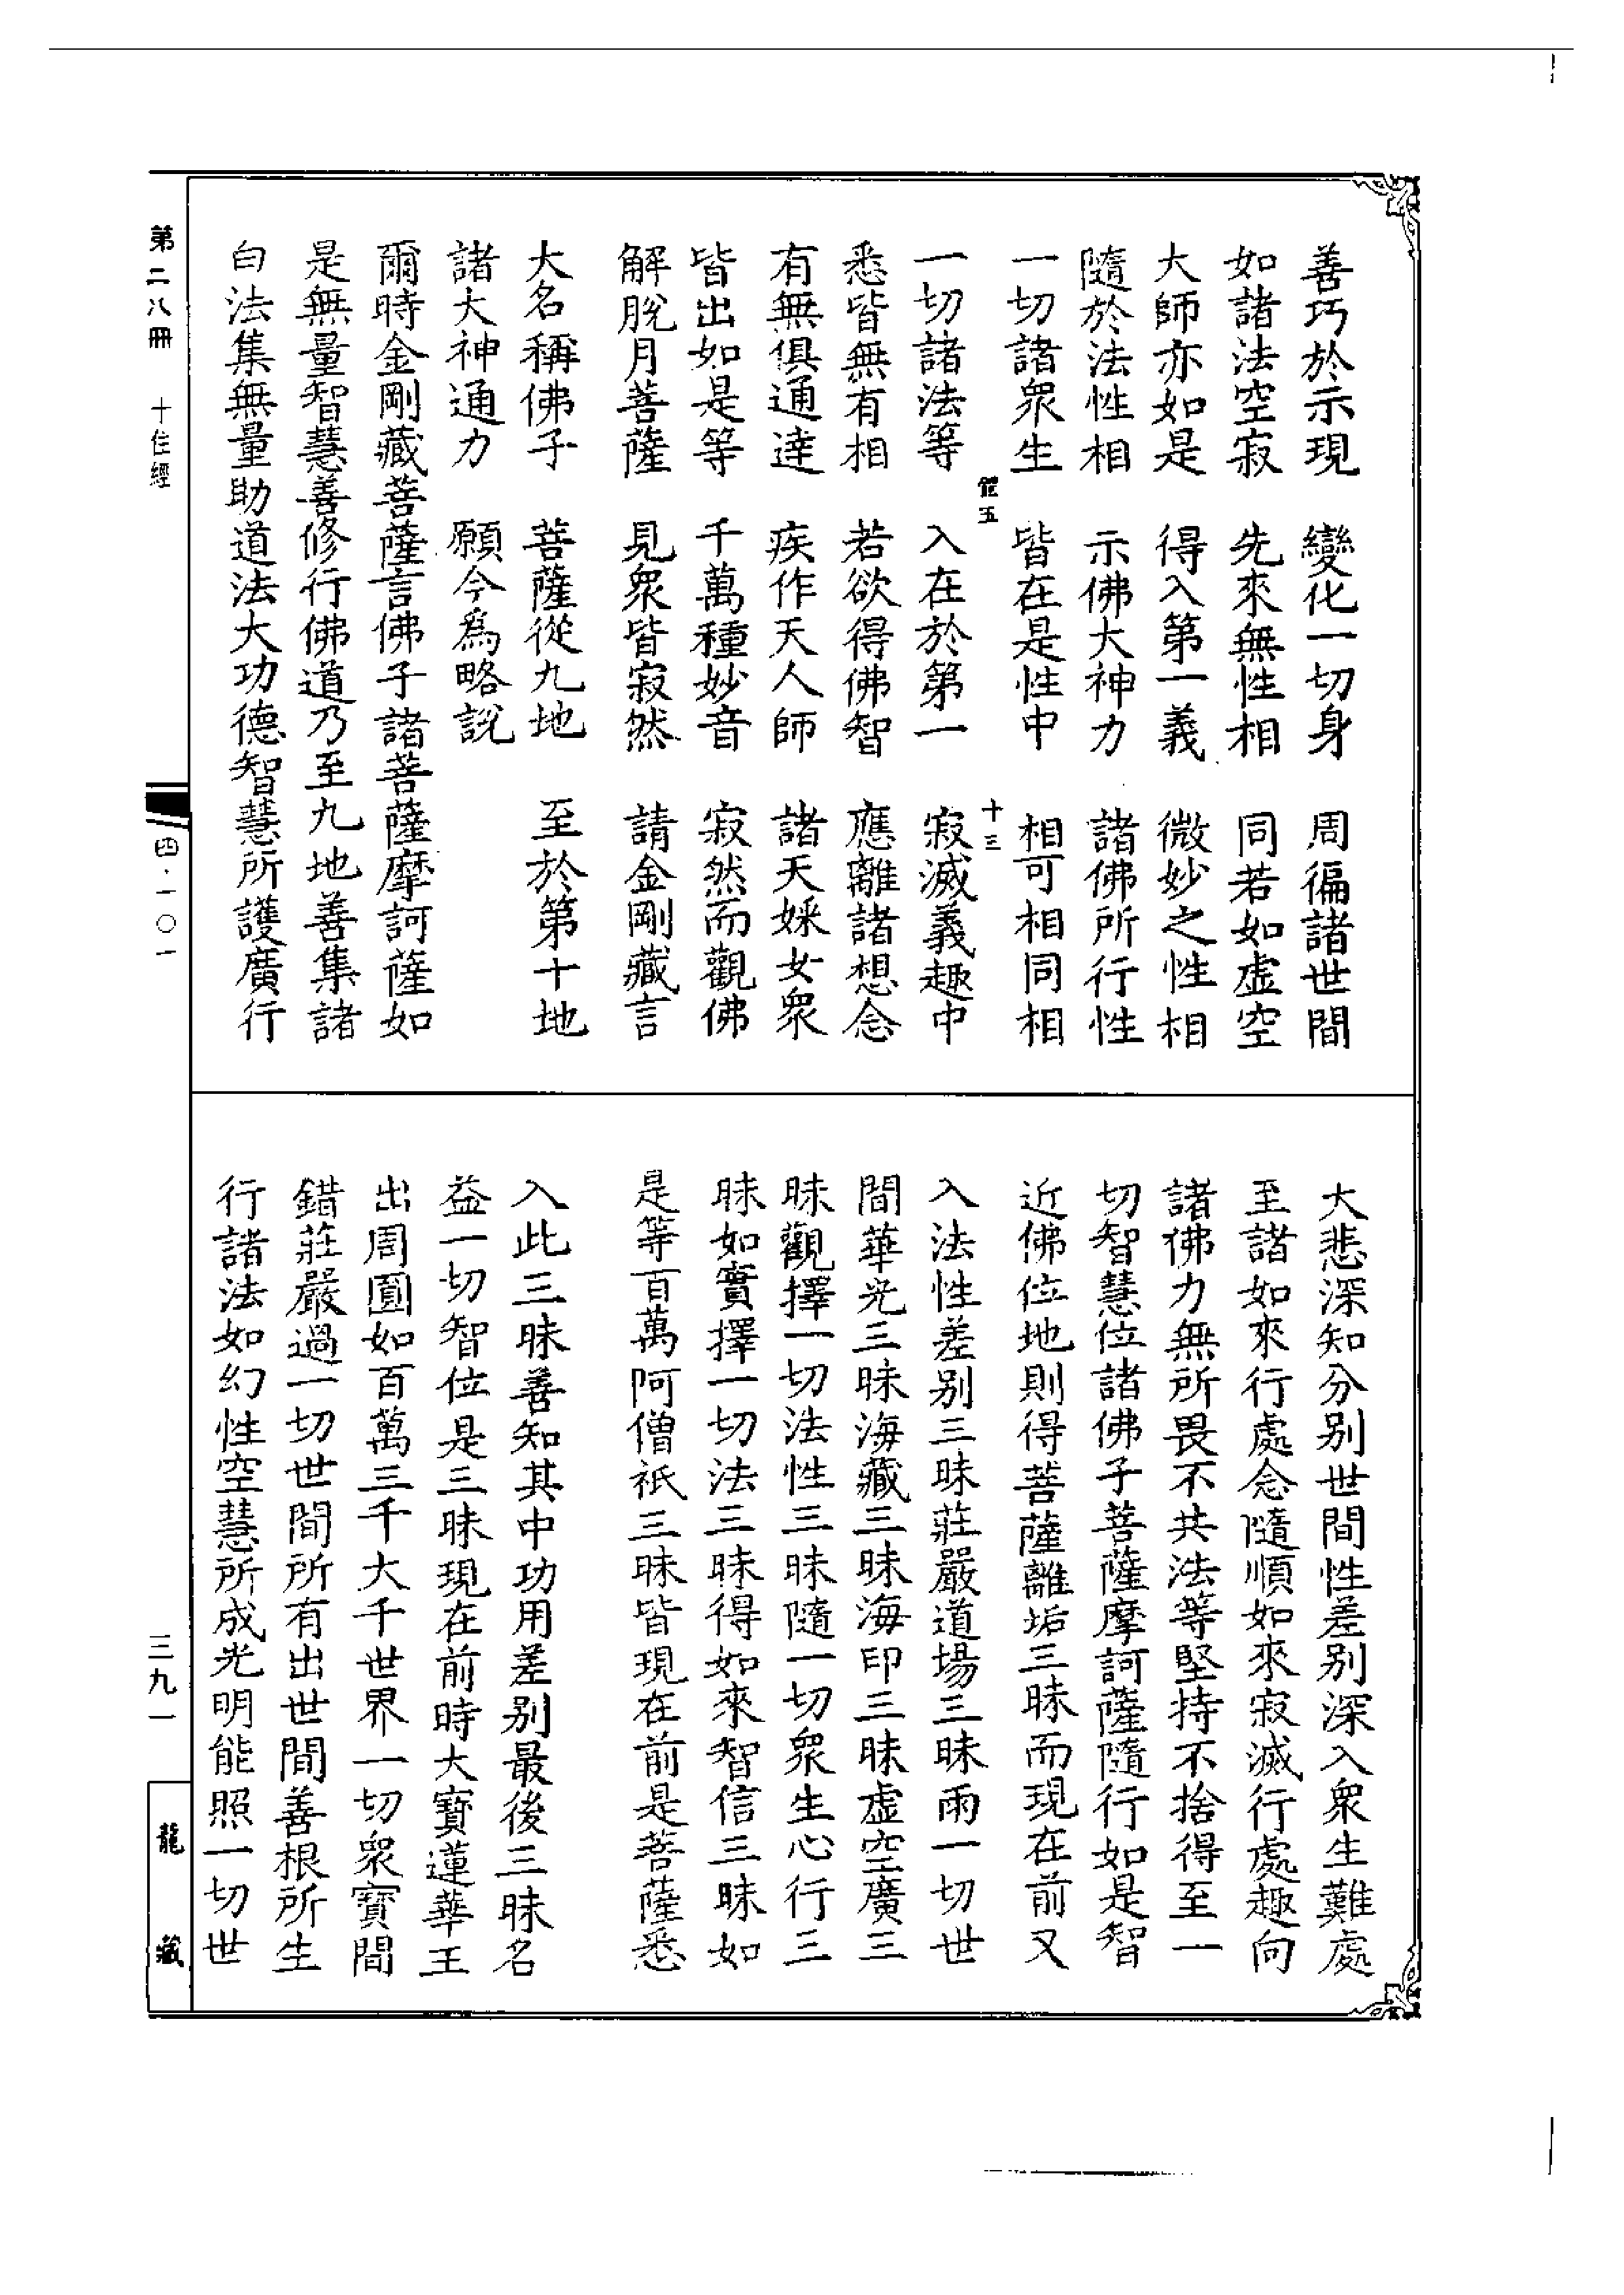 善巧於示現　變化一切身　周徧諸世間
如諸法空寂　先來無性相　同若如虛空
大師亦如是　得入第一義　微妙之性相
隨於法性相　示佛大神力　諸佛所行性
一切諸衆生　皆在是性中　相可相同相
十三
一切諸法等　入在於第一　寂滅義趣中
悉皆無有相　若欲得佛智　應離諸想念
有無俱通達　疾作天人師　諸天婇女衆
皆出如是等　千萬種妙音　寂然而觀佛
解脫月菩薩　見衆皆寂然　請金剛藏言
大名稱佛子　菩薩從九地　至於第十地
諸大神通力　願今爲略說
爾時金剛藏菩薩言佛子諸菩薩摩訶薩如
是無量智慧善修行佛道乃至九地善集諸
白法集無量助道法大功德智慧所護廣行
大悲深知分別世間性差別深入衆生難處
至諸如來行處念隨順如來寂滅行處趣向
諸佛力無所畏不共法等堅持不捨得至一
切智慧位諸佛子菩薩摩訶薩隨行如是智
近佛位地則得菩薩離垢三昧而現在前又
入法性差別三昧莊嚴道場三昧雨一切世
間華光三昧海藏三昧海印三昧虛空廣三
昧觀擇一切法性三昧隨一切衆生心行三
昧如實擇一切法三昧得如來智信三昧如
是等百萬阿僧祇三昧皆現在前是菩薩悉
入此三昧善知其中功用差別最後三昧名
益一切智位是三昧現在前時大寶蓮華王
出周圓如百萬三千大千世界一切衆寶間
錯莊嚴過一切世間所有出世間善根所生
行諸法如幻性空慧所成光明能照一切世
第二八冊　十住經
四·一〇一
三九一
龍藏